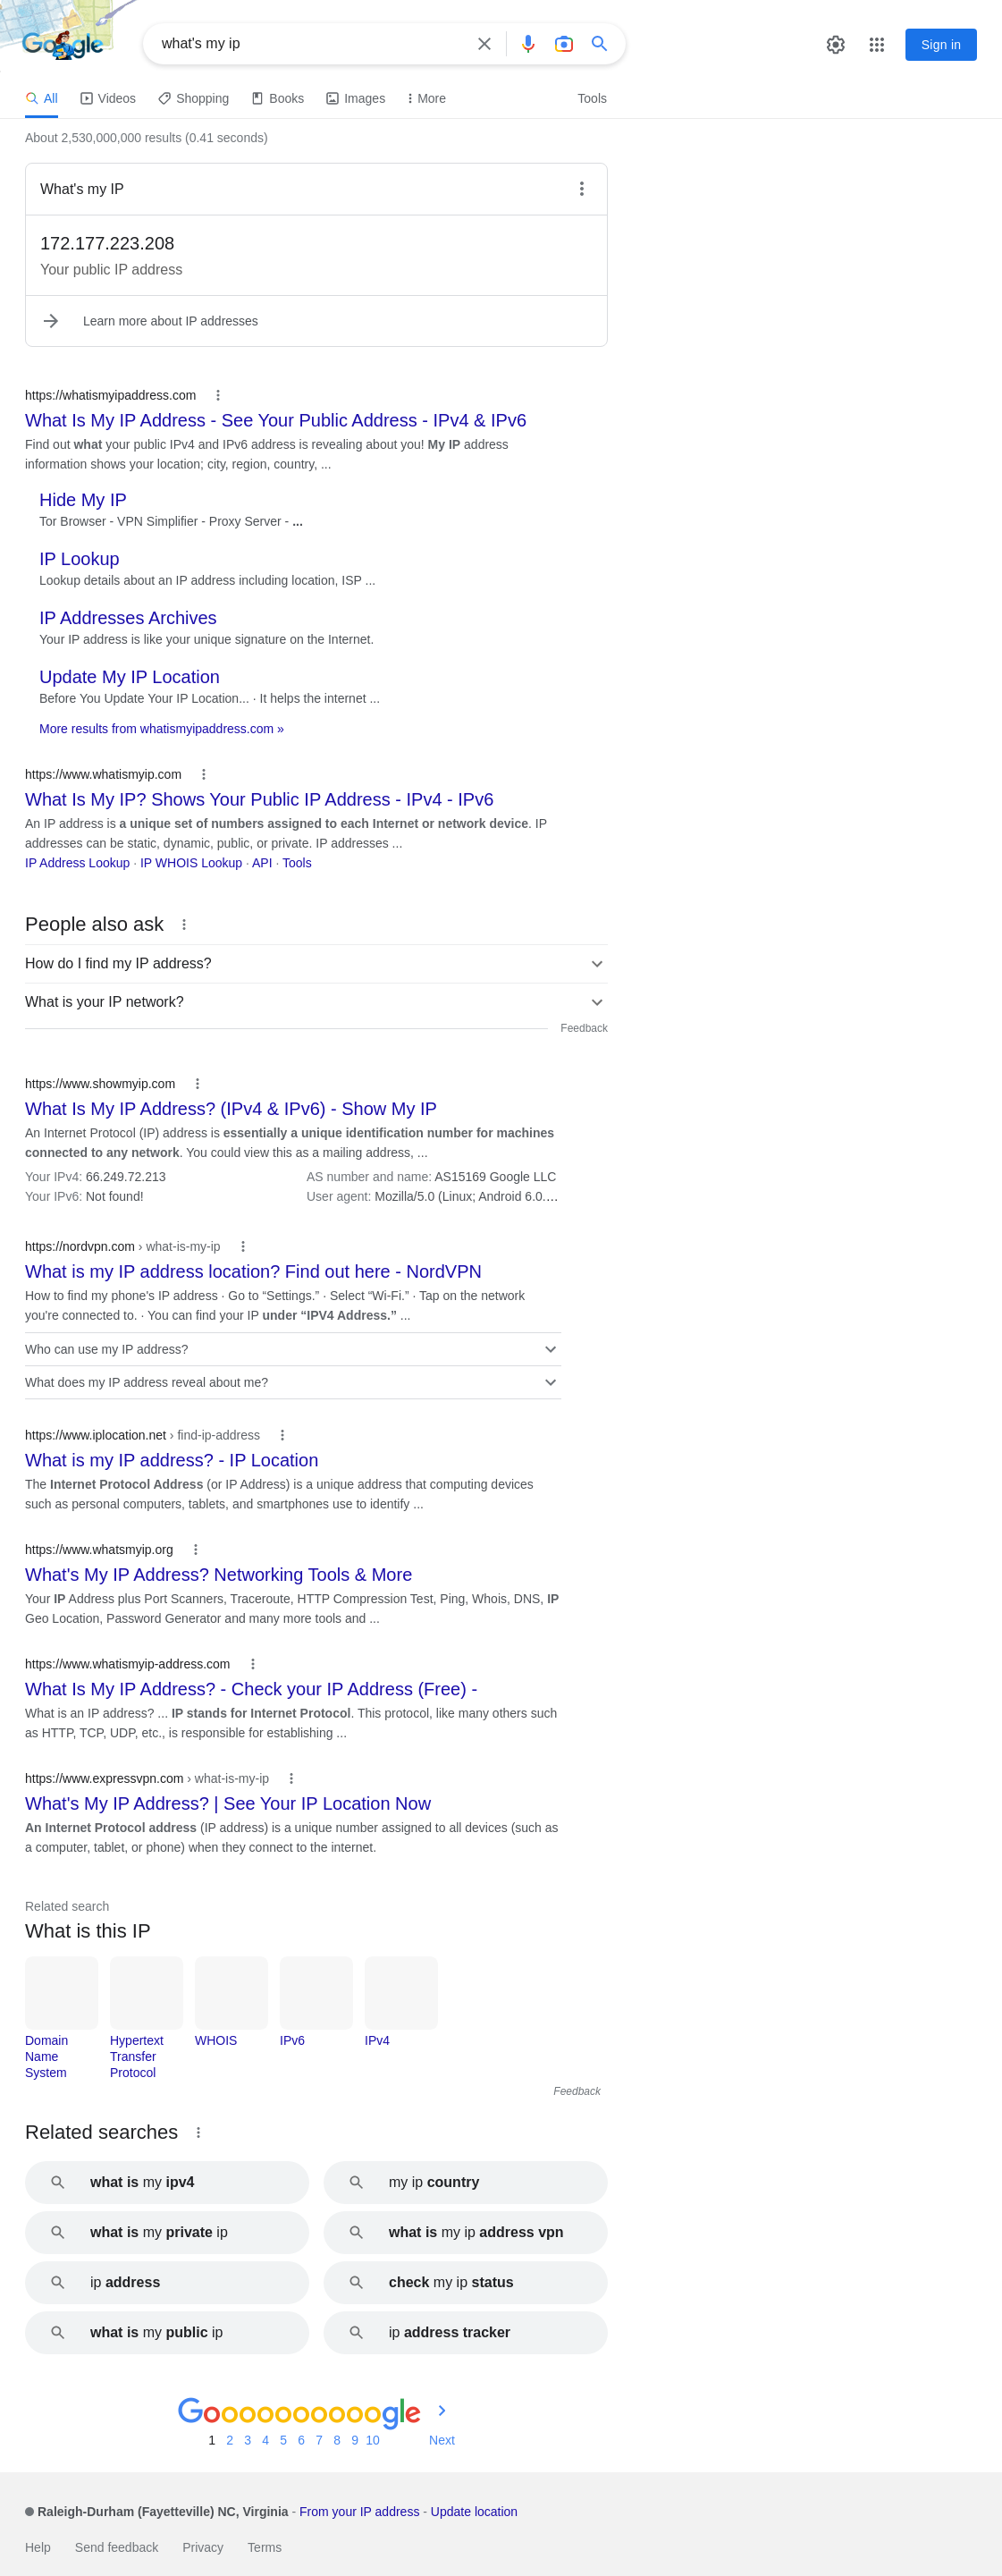 Google
what's my ip
Sign in
All
Videos
Shopping
Books
Images
More
Tools
About 2,530,000,000 results (0.41 seconds)
What's my IP
172.177.223.208
Your public IP address
Learn more about IP addresses
https://whatismyipaddress.com
What Is My IP Address - See Your Public Address - IPv4 & IPv6
Find out what your public IPv4 and IPv6 address is revealing about you! My IP address
information shows your location; city, region, country, ...
Hide My IP
Tor Browser - VPN Simplifier - Proxy Server - ...
IP Lookup
Lookup details about an IP address including location, ISP ...
IP Addresses Archives
Your IP address is like your unique signature on the Internet.
Update My IP Location
Before You Update Your IP Location... · It helps the internet ...
More results from whatismyipaddress.com »
https://www.whatismyip.com
What Is My IP? Shows Your Public IP Address - IPv4 - IPv6
An IP address is a unique set of numbers assigned to each Internet or network device. IP
addresses can be static, dynamic, public, or private. IP addresses ...
IP Address Lookup · IP WHOIS Lookup · API · Tools
People also ask
How do I find my IP address?
What is your IP network?
Feedback
https://www.showmyip.com
What Is My IP Address? (IPv4 & IPv6) - Show My IP
An Internet Protocol (IP) address is essentially a unique identification number for machines
connected to any network. You could view this as a mailing address, ...
Your IPv4: 66.249.72.213
AS number and name: AS15169 Google LLC
Your IPv6: Not found!
User agent: Mozilla/5.0 (Linux; Android 6.0....
https://nordvpn.com › what-is-my-ip
What is my IP address location? Find out here - NordVPN
How to find my phone's IP address · Go to “Settings.” · Select “Wi-Fi.” · Tap on the network
you're connected to. · You can find your IP under “IPV4 Address.” ...
Who can use my IP address?
What does my IP address reveal about me?
https://www.iplocation.net › find-ip-address
What is my IP address? - IP Location
The Internet Protocol Address (or IP Address) is a unique address that computing devices
such as personal computers, tablets, and smartphones use to identify ...
https://www.whatsmyip.org
What's My IP Address? Networking Tools & More
Your IP Address plus Port Scanners, Traceroute, HTTP Compression Test, Ping, Whois, DNS, IP
Geo Location, Password Generator and many more tools and ...
https://www.whatismyip-address.com
What Is My IP Address? - Check your IP Address (Free) -
What is an IP address? ... IP stands for Internet Protocol. This protocol, like many others such
as HTTP, TCP, UDP, etc., is responsible for establishing ...
https://www.expressvpn.com › what-is-my-ip
What's My IP Address? | See Your IP Location Now
An Internet Protocol address (IP address) is a unique number assigned to all devices (such as
a computer, tablet, or phone) when they connect to the internet.
Related search
What is this IP
Domain
Name
System
Hypertext
Transfer
Protocol
WHOIS
IPv6
IPv4
Feedback
Related searches
what is my ipv4
my ip country
what is my private ip
what is my ip address vpn
ip address
check my ip status
what is my public ip
ip address tracker
Goooooooooogle
1 2 3 4 5 6 7 8 9 10 Next
Raleigh-Durham (Fayetteville) NC, Virginia - From your IP address - Update location
Help
Send feedback
Privacy
Terms